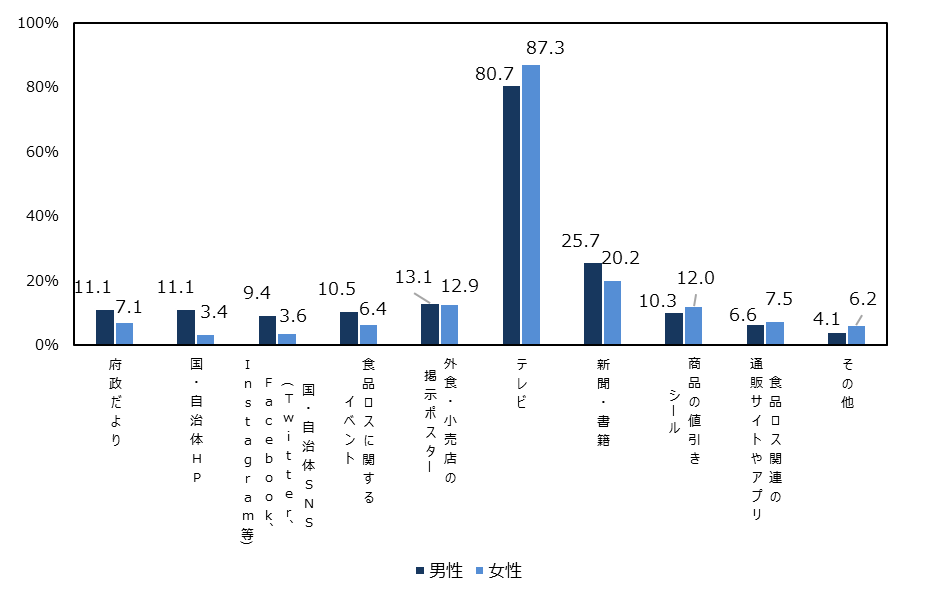 100%
80%
60%
40%
20%
0%
11.1
7.1
11.1
3.4
9.4
3.6
10.5
6.4
13.1
12.9
80.7
87.3
25.7
20.2
10.3
12.0
6.6
7.5
4.1
6.2
府政だより
国・自治体HP
国・自治体SNS
(Twitter、
Facebook、
Instagram等)
食品ロスに関する
イベント
外食・小売店の
掲示ポスター
テレビ
新聞・書籍
商品の値引き
シール
食品ロス関連の
通販サイトやアプリ
その他
男性
女性